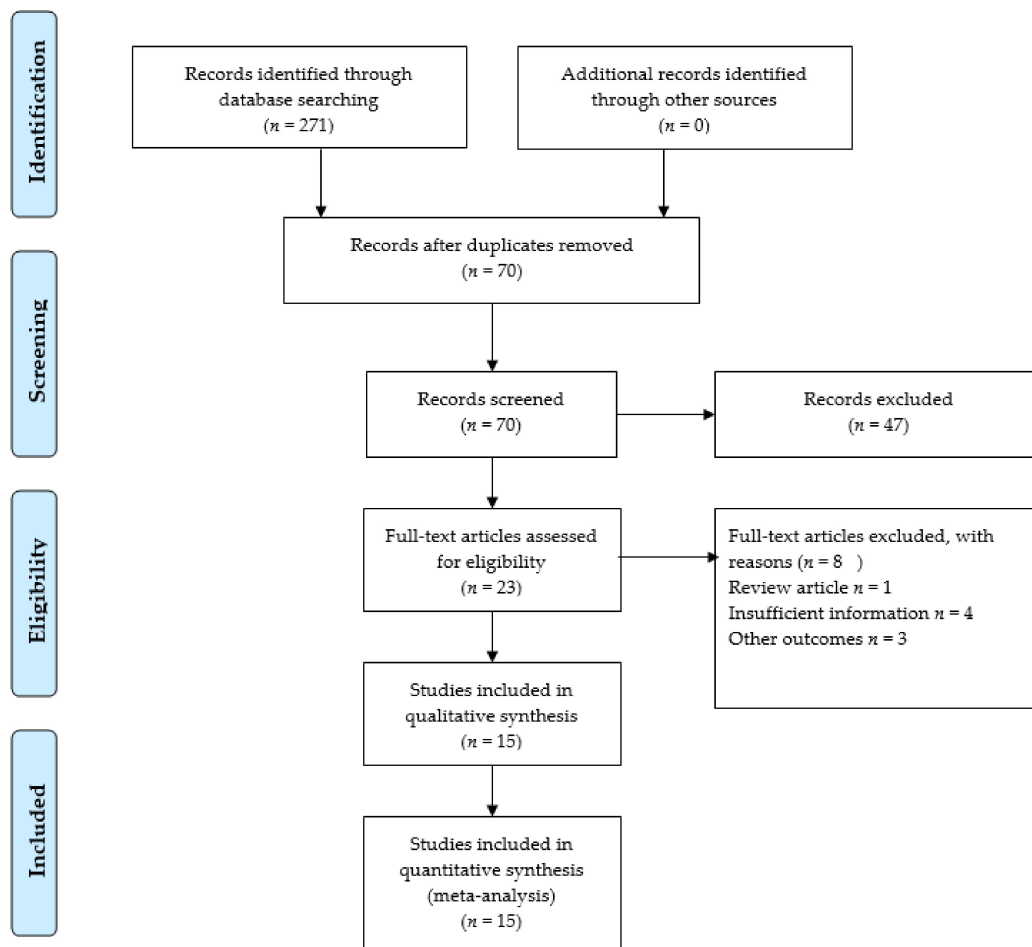 Identification
Records identified through
database searching
(n = 271)
Additional records identified
through other sources
(n = 0)
Screening
Records after duplicates removed
(n = 70)
Records screened
(n = 70)
Records excluded
(n = 47)
Eligibility
Full-text articles assessed
for eligibility
(n = 23)
Full-text articles excluded, with
reasons (n = 8 )
Review article n = 1
Insufficient information n = 4
Other outcomes n = 3
Studies included in
qualitative synthesis
(n = 15)
Included
Studies included in
quantitative synthesis
(meta-analysis)
(n = 15)